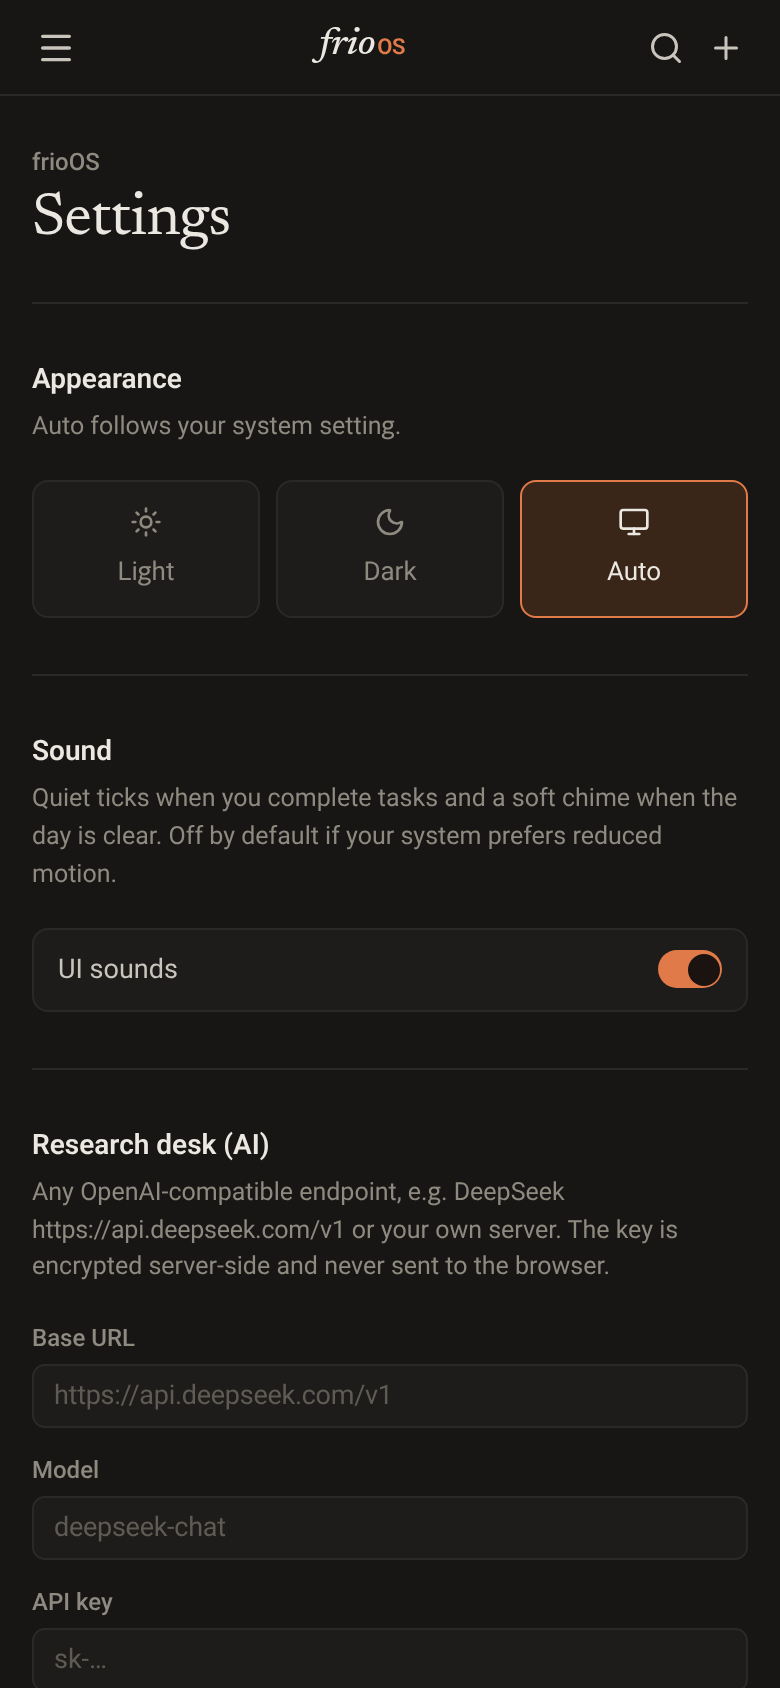 frio OS
frioOS
Settings
Appearance
Auto follows your system setting.
Light
Dark
Auto
Sound
Quiet ticks when you complete tasks and a soft chime when the
day is clear. Off by default if your system prefers reduced
motion.
UI sounds
Research desk (AI)
Any OpenAI-compatible endpoint, e.g. DeepSeek
https://api.deepseek.com/v1 or your own server. The key is
encrypted server-side and never sent to the browser.
Base URL
https://api.deepseek.com/v1
Model
deepseek-chat
API key
sk-...